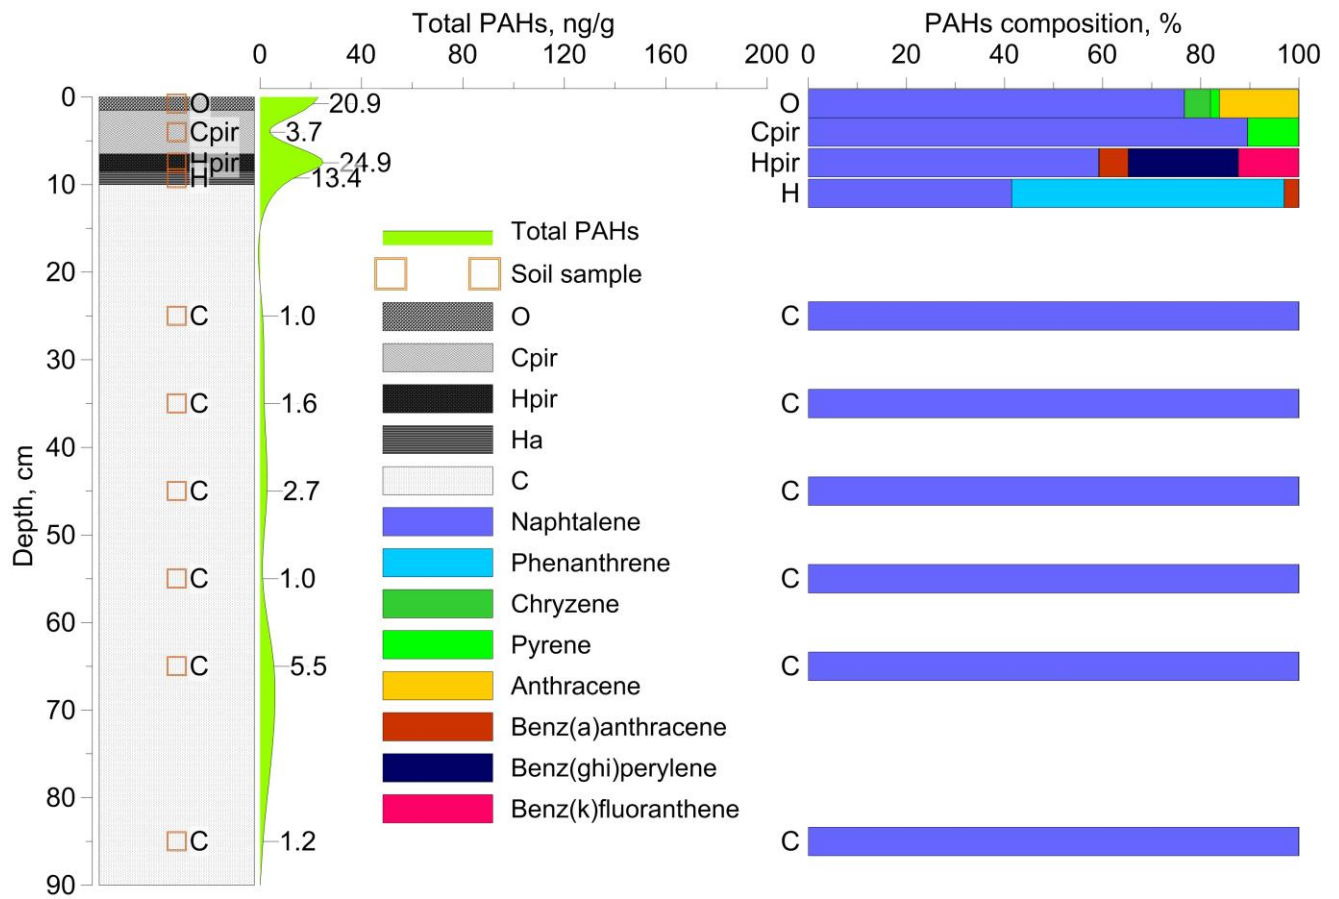 Total PAHs, ng/g
PAHs composition, %
0 40 80 120 160 200
0 20 40 60 80 100
Depth, cm
0
10
20
30
40
50
60
70
80
90
O
Cpir
Hpir
H
C
C
C
C
C
C
20.9
3.7
24.9
13.4
1.0
1.6
2.7
1.0
5.5
1.2
Total PAHs
Soil sample
O
Cpir
Hpir
Ha
C
Naphtalene
Phenanthrene
Chryzene
Pyrene
Anthracene
Benz(a)anthracene
Benz(ghi)perylene
Benz(k)fluoranthene
O
Cpir
Hpir
H
C
C
C
C
C
C